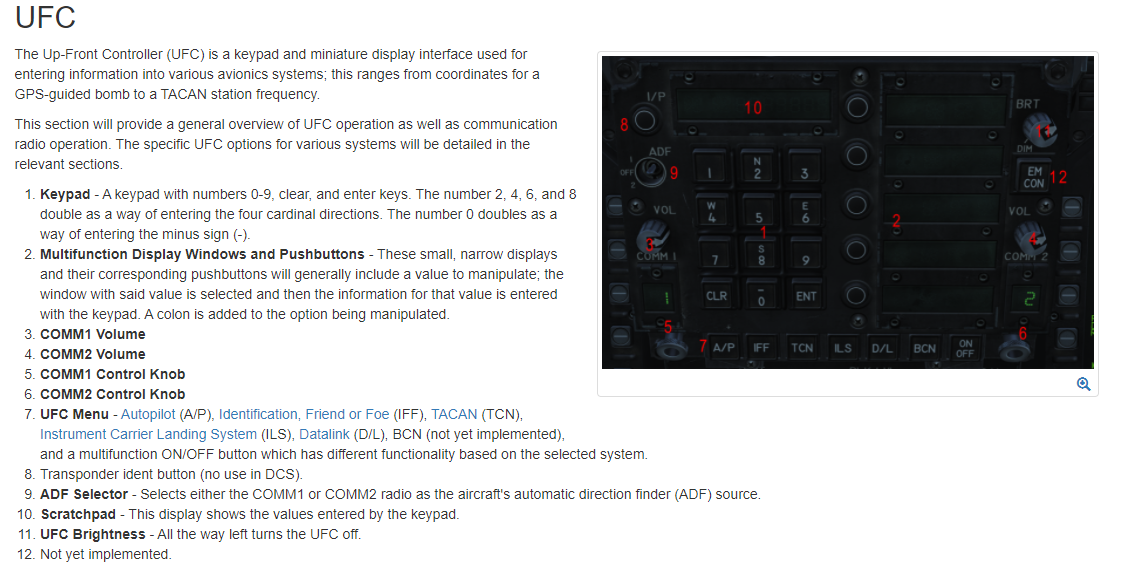 UFC
The Up-Front Controller (UFC) is a keypad and miniature display interface used for
entering information into various avionics systems; this ranges from coordinates for a
GPS-guided bomb to a TACAN station frequency.
This section will provide a general overview of UFC operation as well as communication
radio operation. The specific UFC options for various systems will be detailed in the
relevant sections.
1. Keypad - A keypad with numbers 0-9, clear, and enter keys. The number 2, 4, 6, and 8
double as a way of entering the four cardinal directions. The number 0 doubles as a
way of entering the minus sign (-).
2. Multifunction Display Windows and Pushbuttons - These small, narrow displays
and their corresponding pushbuttons will generally include a value to manipulate; the
window with said value is selected and then the information for that value is entered
with the keypad. A colon is added to the option being manipulated.
3. COMM1 Volume
4. COMM2 Volume
5. COMM1 Control Knob
6. COMM2 Control Knob
7. UFC Menu - Autopilot (A/P), Identification, Friend or Foe (IFF), TACAN (TCN),
Instrument Carrier Landing System (ILS), Datalink (D/L), BCN (not yet implemented),
and a multifunction ON/OFF button which has different functionality based on the selected system.
8. Transponder ident button (no use in DCS).
9. ADF Selector - Selects either the COMM1 or COMM2 radio as the aircraft's automatic direction finder (ADF) source.
10. Scratchpad - This display shows the values entered by the keypad.
11. UFC Brightness - All the way left turns the UFC off.
12. Not yet implemented.
I/P
10
BRT
8
11
ADF
DIM
1
OFF
2
9
1
N
2
3
EM
CON
12
VOL
W
4
5
E
6
2
VOL
3
1
4
COMM 1
7
S
8
9
COMM 2
1
CLR
-
0
ENT
2
5
6
7
A/P
IFF
TCN
ILS
D/L
BCN
ON
OFF